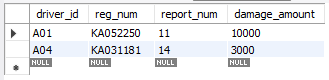 driver_id reg_num report_num damage_amount
A01 KA052250 11 10000
A04 KA031181 14 3000
NULL NULL NULL NULL